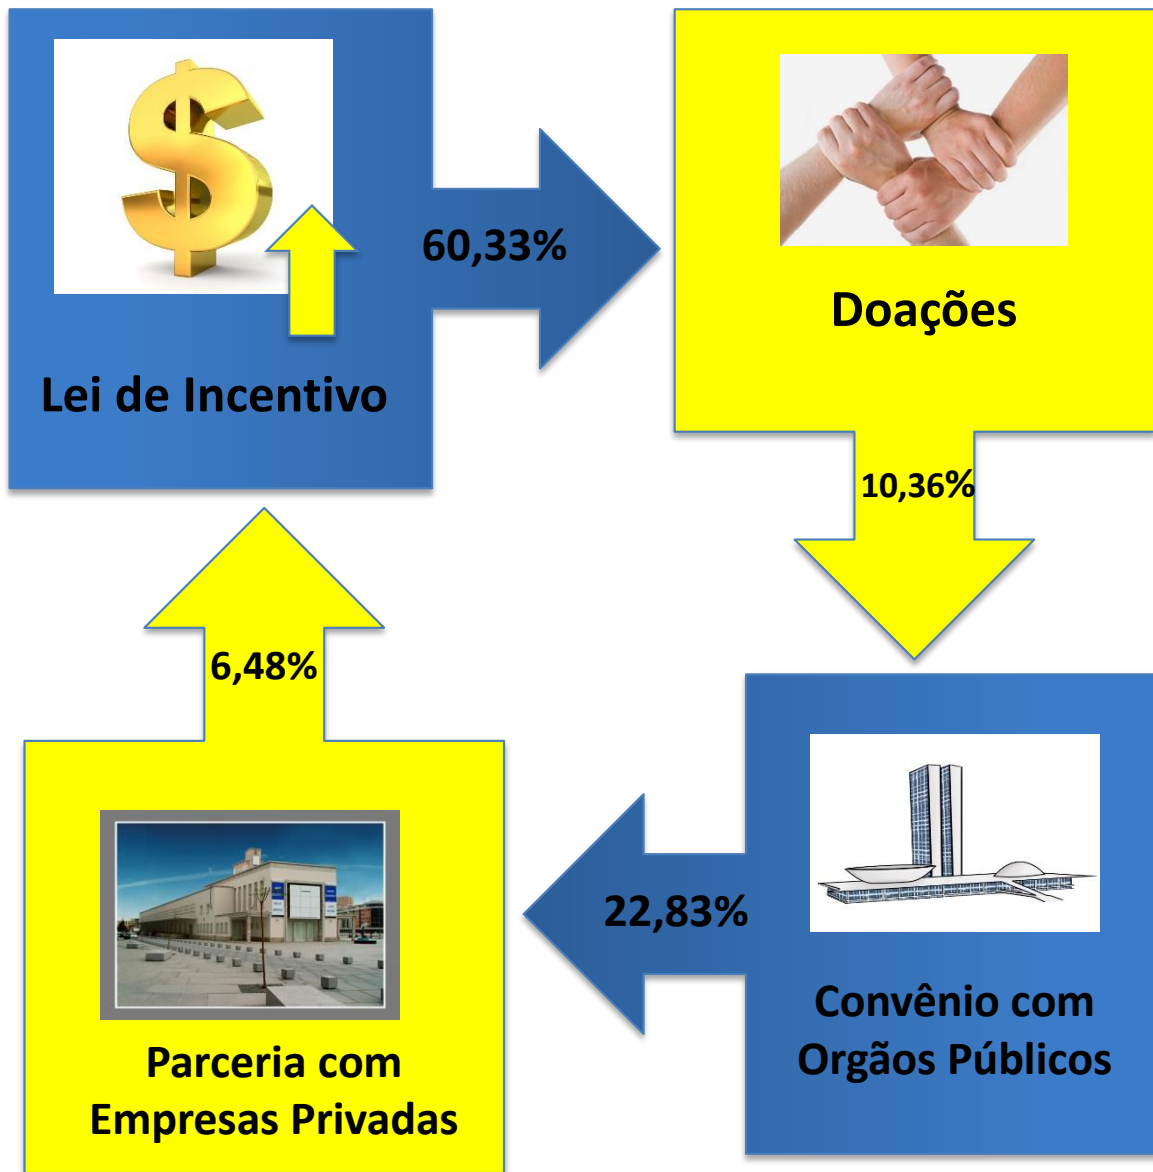 60,33%
Lei de Incentivo
Doações
10,36%
6,48%
22,83%
Convênio com
Orgãos Públicos
Parceria com
Empresas Privadas